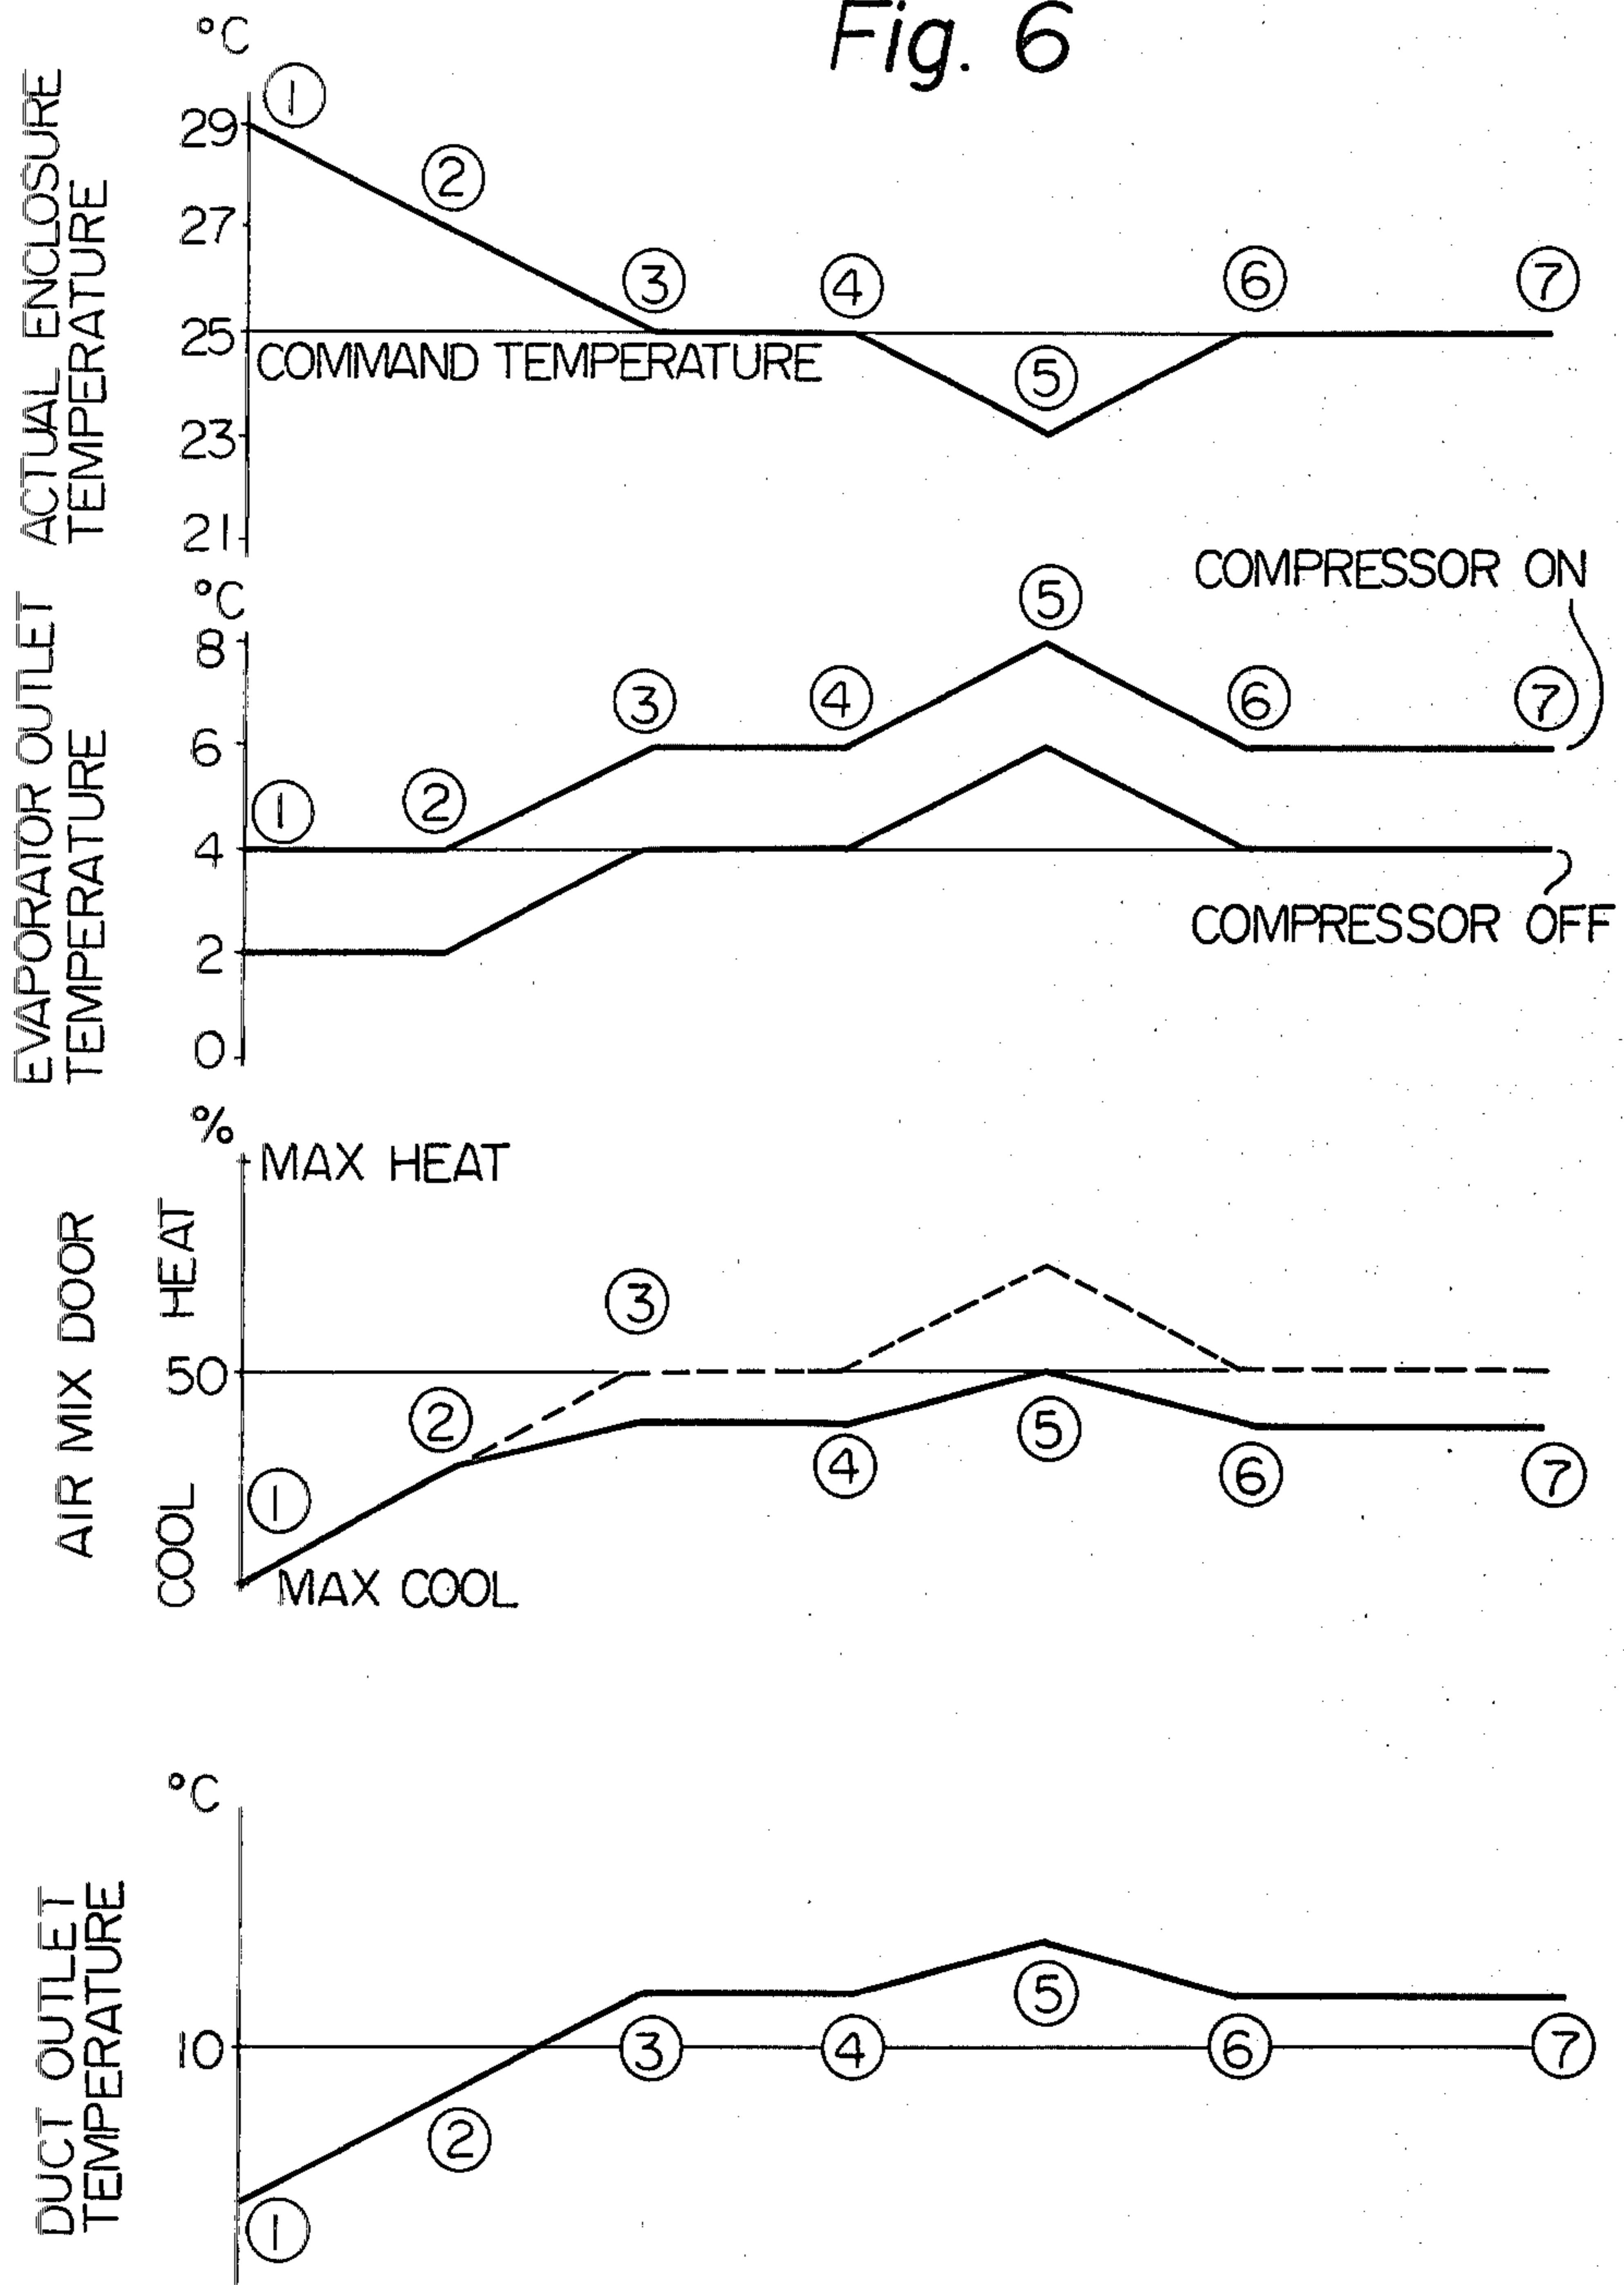 Fig. 6
ACTUAL ENCLOSURE
TEMPERATURE
°C
29
27
25
23
21
①
②
③
④
⑤
⑥
⑦
COMMAND TEMPERATURE
EVAPORATOR OUTLET
TEMPERATURE
°C
8
6
4
2
0
①
②
③
④
⑤
⑥
⑦
COMPRESSOR ON
COMPRESSOR OFF
AIR MIX DOOR
COOL HEAT
%
50
MAX HEAT
①
②
③
④
⑤
⑥
⑦
MAX COOL
DUCT OUTLET
TEMPERATURE
°C
10
①
②
③
④
⑤
⑥
⑦